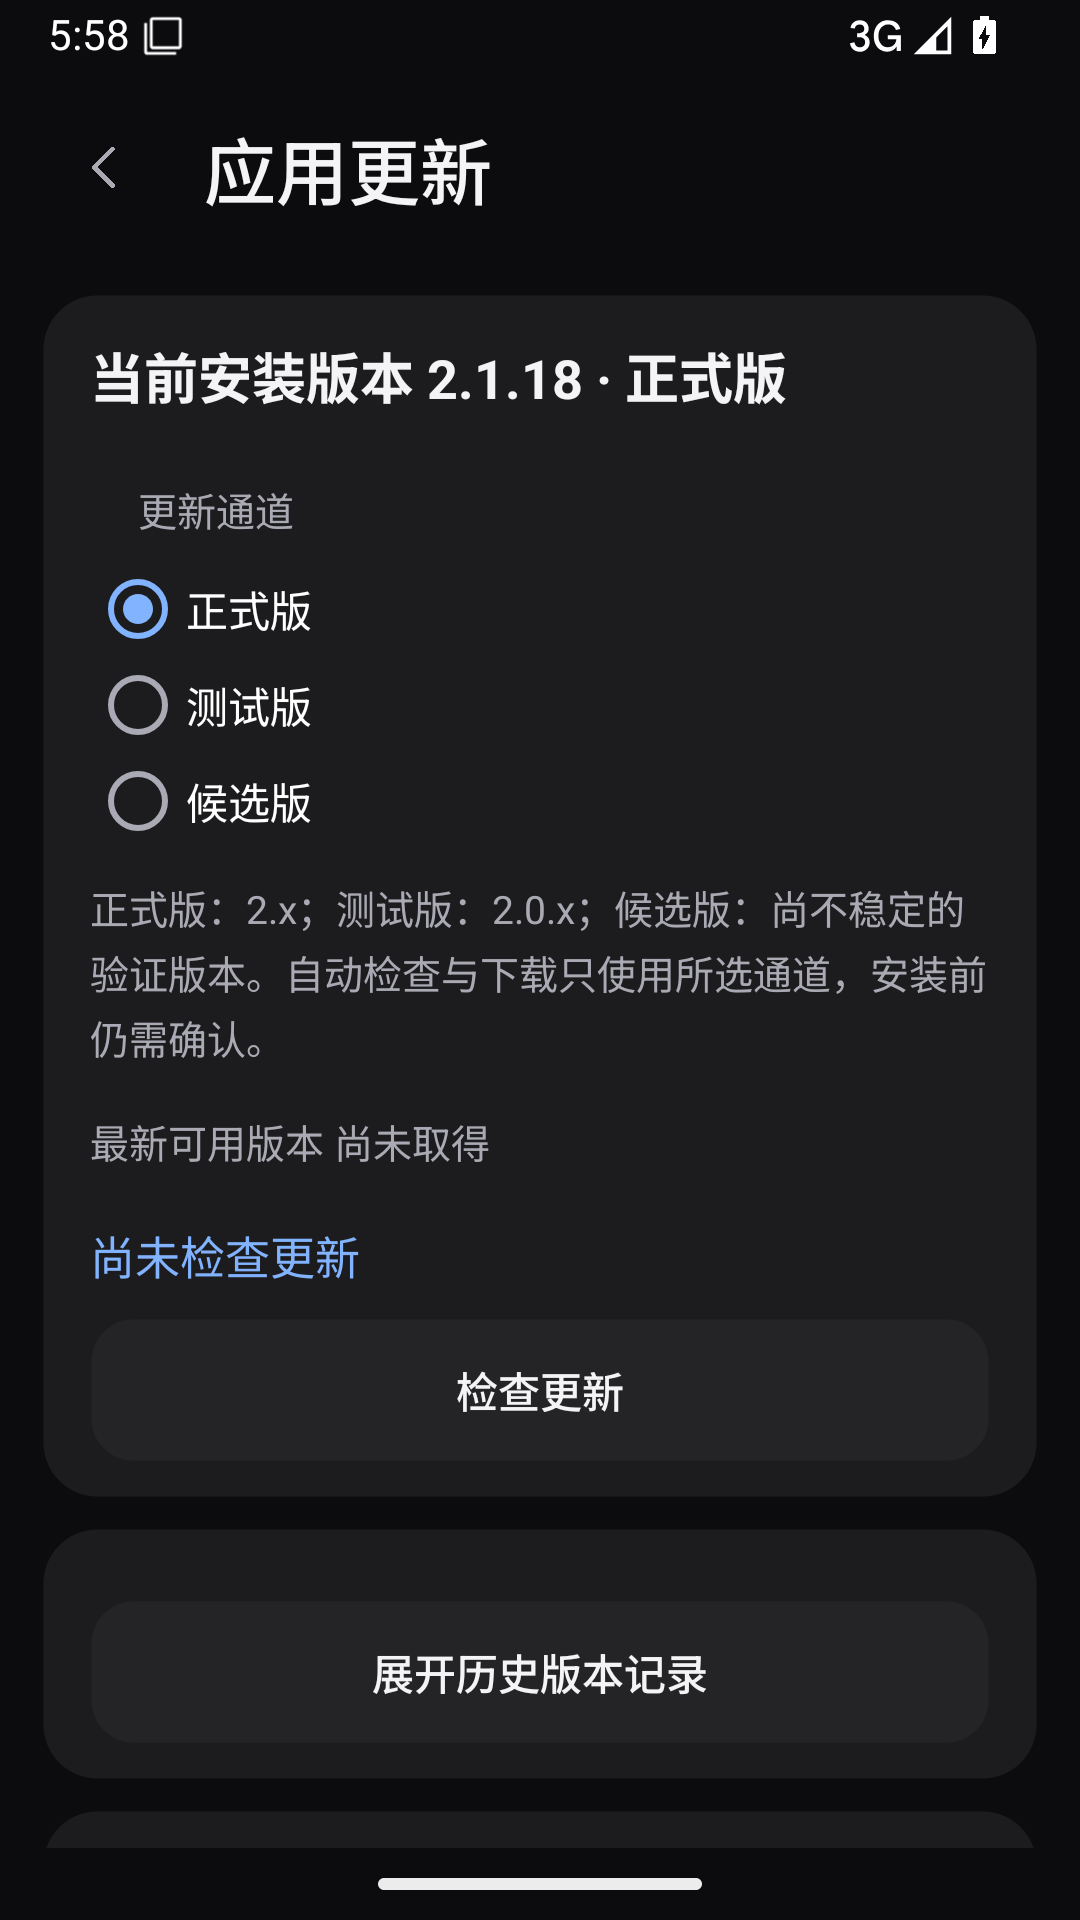 5:58
3G
应用更新
当前安装版本 2.1.18 · 正式版
更新通道
正式版
测试版
候选版
正式版：2.x；测试版：2.0.x；候选版：尚不稳定的
验证版本。自动检查与下载只使用所选通道，安装前
仍需确认。
最新可用版本 尚未取得
尚未检查更新
检查更新
展开历史版本记录